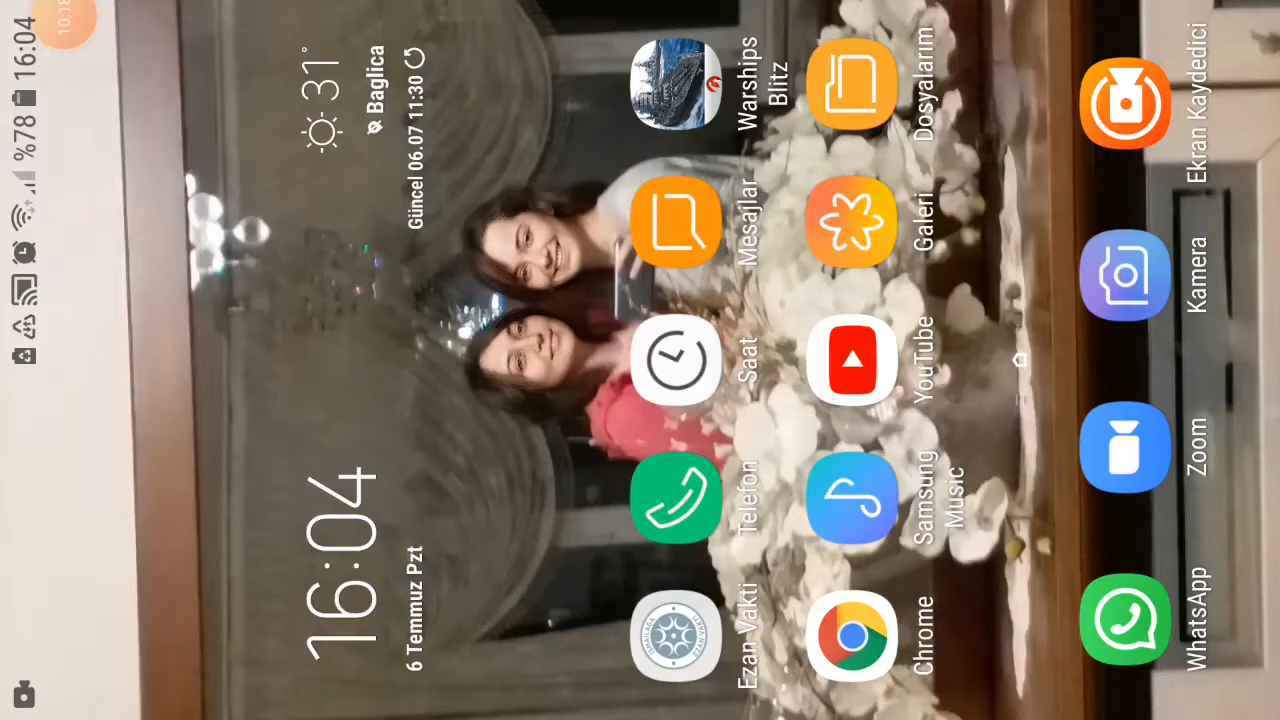 %78 16:04
10:18
16:04
6 Temmuz Pzt
31°
Baglica
Güncel 06.07 11:30
Ezan Vakti
Telefon
Saat
Mesajlar
Warships
Blitz
Chrome
Samsung
Music
YouTube
Galeri
Dosyalarım
WhatsApp
Zoom
Kamera
Ekran Kaydedici